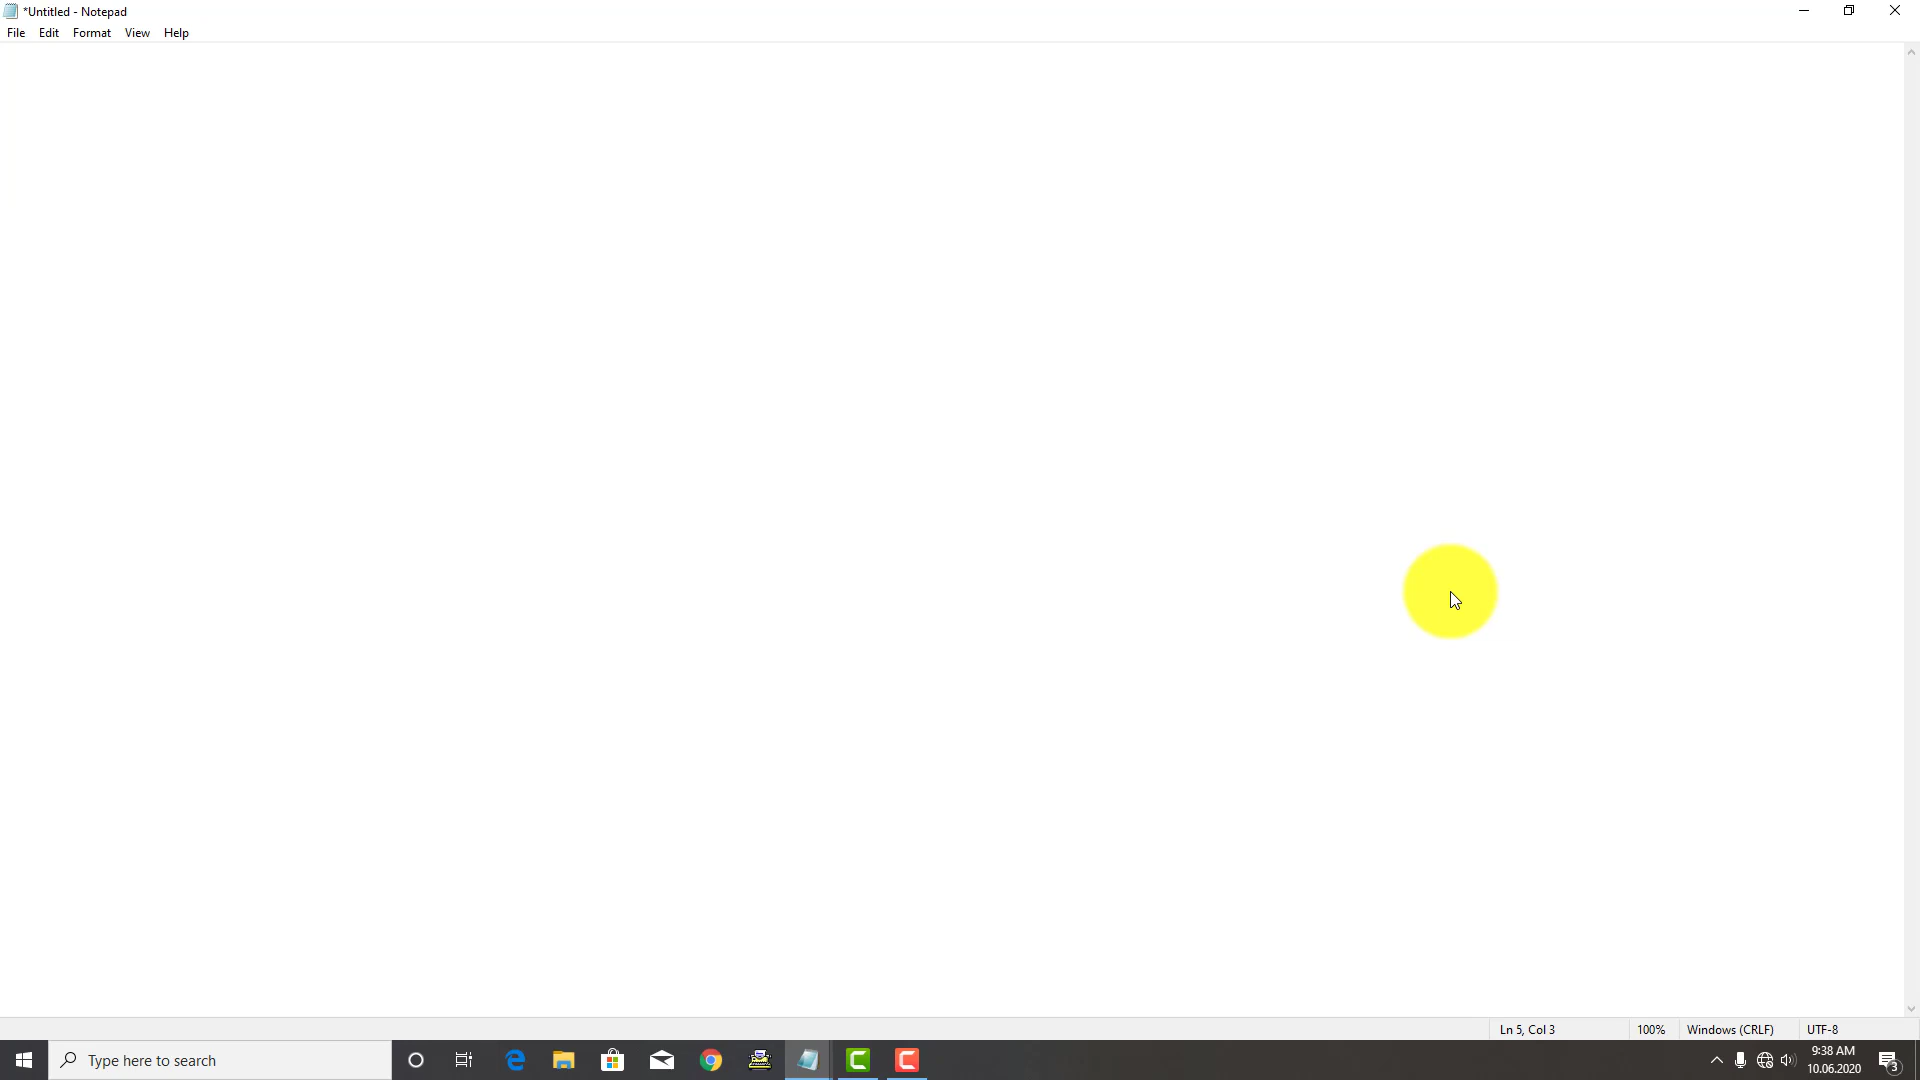 *Untitled - Notepad
File Edit Format View Help
Ln 5, Col 3 100% Windows (CRLF) UTF-8
Type here to search
9:38 AM
10.06.2020
3